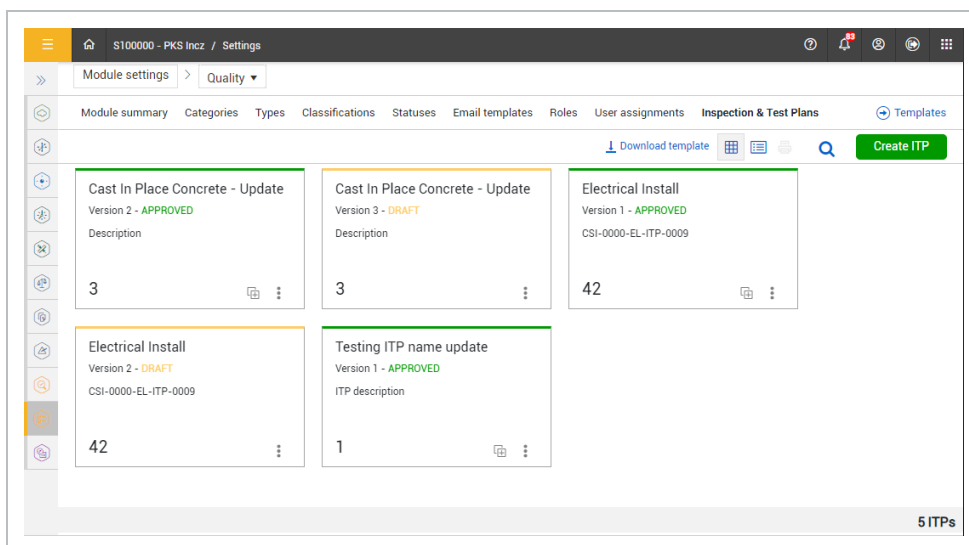 S100000 - PKS Incz / Settings
83
Module settings > Quality
Module summary Categories Types Classifications Statuses Email templates Roles User assignments Inspection & Test Plans Templates
Download template Create ITP
Cast In Place Concrete - Update
Version 2 - APPROVED
Description
3
Cast In Place Concrete - Update
Version 3 - DRAFT
Description
3
Electrical Install
Version 1 - APPROVED
CSI-0000-EL-ITP-0009
42
Electrical Install
Version 2 - DRAFT
CSI-0000-EL-ITP-0009
42
Testing ITP name update
Version 1 - APPROVED
ITP description
1
5 ITPs